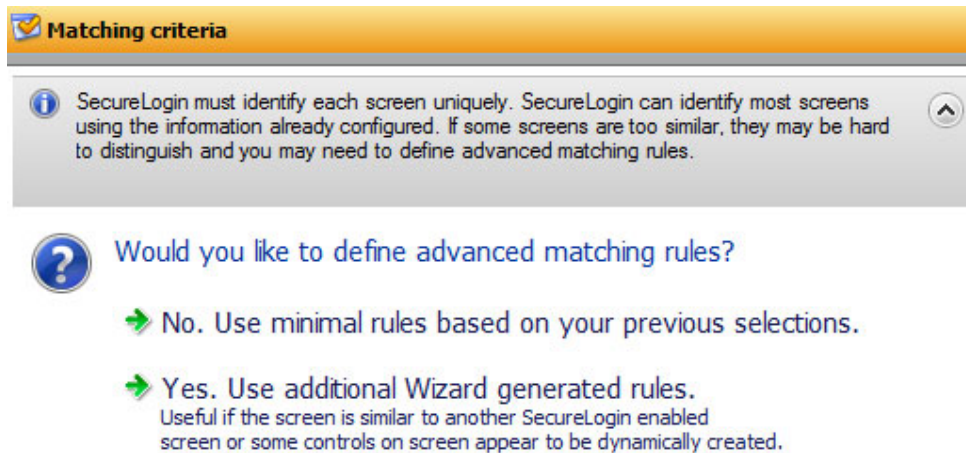 Matching criteria
SecureLogin must identify each screen uniquely. SecureLogin can identify most screens
using the information already configured. If some screens are too similar, they may be hard
to distinguish and you may need to define advanced matching rules.
Would you like to define advanced matching rules?
No. Use minimal rules based on your previous selections.
Yes. Use additional Wizard generated rules.
Useful if the screen is similar to another SecureLogin enabled
screen or some controls on screen appear to be dynamically created.